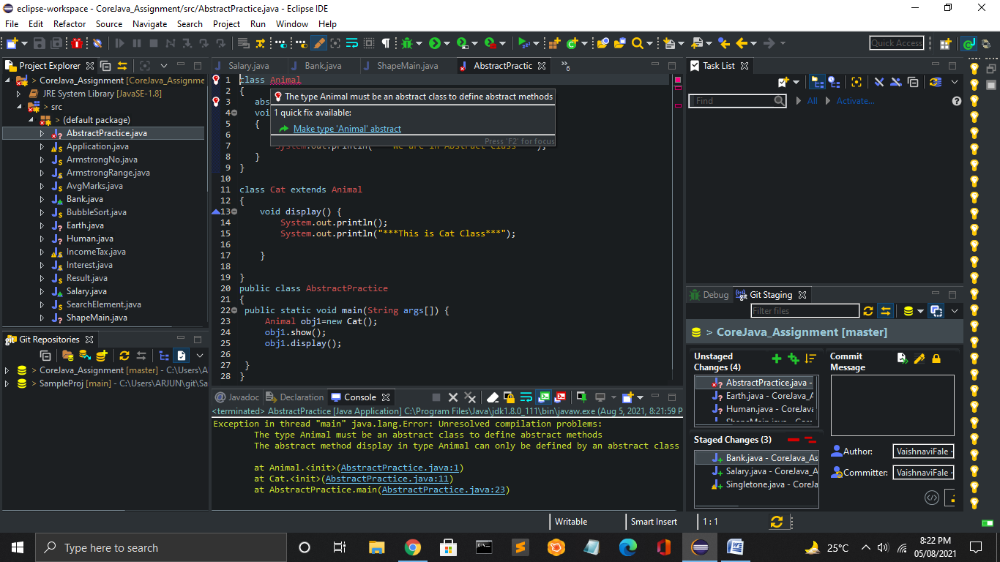 eclipse-workspace - CoreJava_Assignment/src/AbstractPractice.java - Eclipse IDE
File Edit Refactor Source Navigate Search Project Run Window Help
Quick Access
Project Explorer
> CoreJava_Assignment [CoreJava_Assignme
JRE System Library [JavaSE-1.8]
> src
> (default package)
AbstractPractice.java
Application.java
ArmstrongNo.java
ArmstrongRange.java
AvgMarks.java
Bank.java
BubbleSort.java
Earth.java
Human.java
IncomeTax.java
Interest.java
Result.java
Salary.java
SearchElement.java
ShapeMain.java
Git Repositories
> CoreJava_Assignment [master] - C:\Users\A
> SampleProj [main] - C:\Users\ARJUN\git\Sa
Salary.java Bank.java ShapeMain.java AbstractPractic »6
1 class Animal
2 {
3 abs
4 voi
5 {
6
7 System.out.println(" we are in Abstract Class ");
8 }
9 }
10
11 class Cat extends Animal
12 {
13 void display() {
14 System.out.println();
15 System.out.println("***This is Cat Class***");
16
17 }
18
19 }
20 public class AbstractPractice
21 {
22 public static void main(String args[]) {
23 Animal obj1=new Cat();
24 obj1.show();
25 obj1.display();
26
27 }
28 }
The type Animal must be an abstract class to define abstract methods
1 quick fix available:
Make type 'Animal' abstract
Press 'F2' for focus
@ Javadoc Declaration Console
<terminated> AbstractPractice [Java Application] C:\Program Files\Java\jdk1.8.0_111\bin\javaw.exe (Aug 5, 2021, 8:21:59 P
Exception in thread "main" java.lang.Error: Unresolved compilation problems:
The type Animal must be an abstract class to define abstract methods
The abstract method display in type Animal can only be defined by an abstract class
at Animal.<init>(AbstractPractice.java:1)
at Cat.<init>(AbstractPractice.java:11)
at AbstractPractice.main(AbstractPractice.java:23)
Task List
Find
All
Activate...
Debug
Git Staging
Filter files
> CoreJava_Assignment [master]
Unstaged Changes (4)
AbstractPractice.java -
Earth.java - CoreJava_A
Human.java - CoreJava
Staged Changes (3)
Bank.java - CoreJava_As
Salary.java - CoreJava_A
Singletone.java - CoreJa
Commit Message
Author: VaishnaviFale
Committer: VaishnaviFale
Writable
Smart Insert
1 : 1
Type here to search
25°C
8:22 PM
05/08/2021